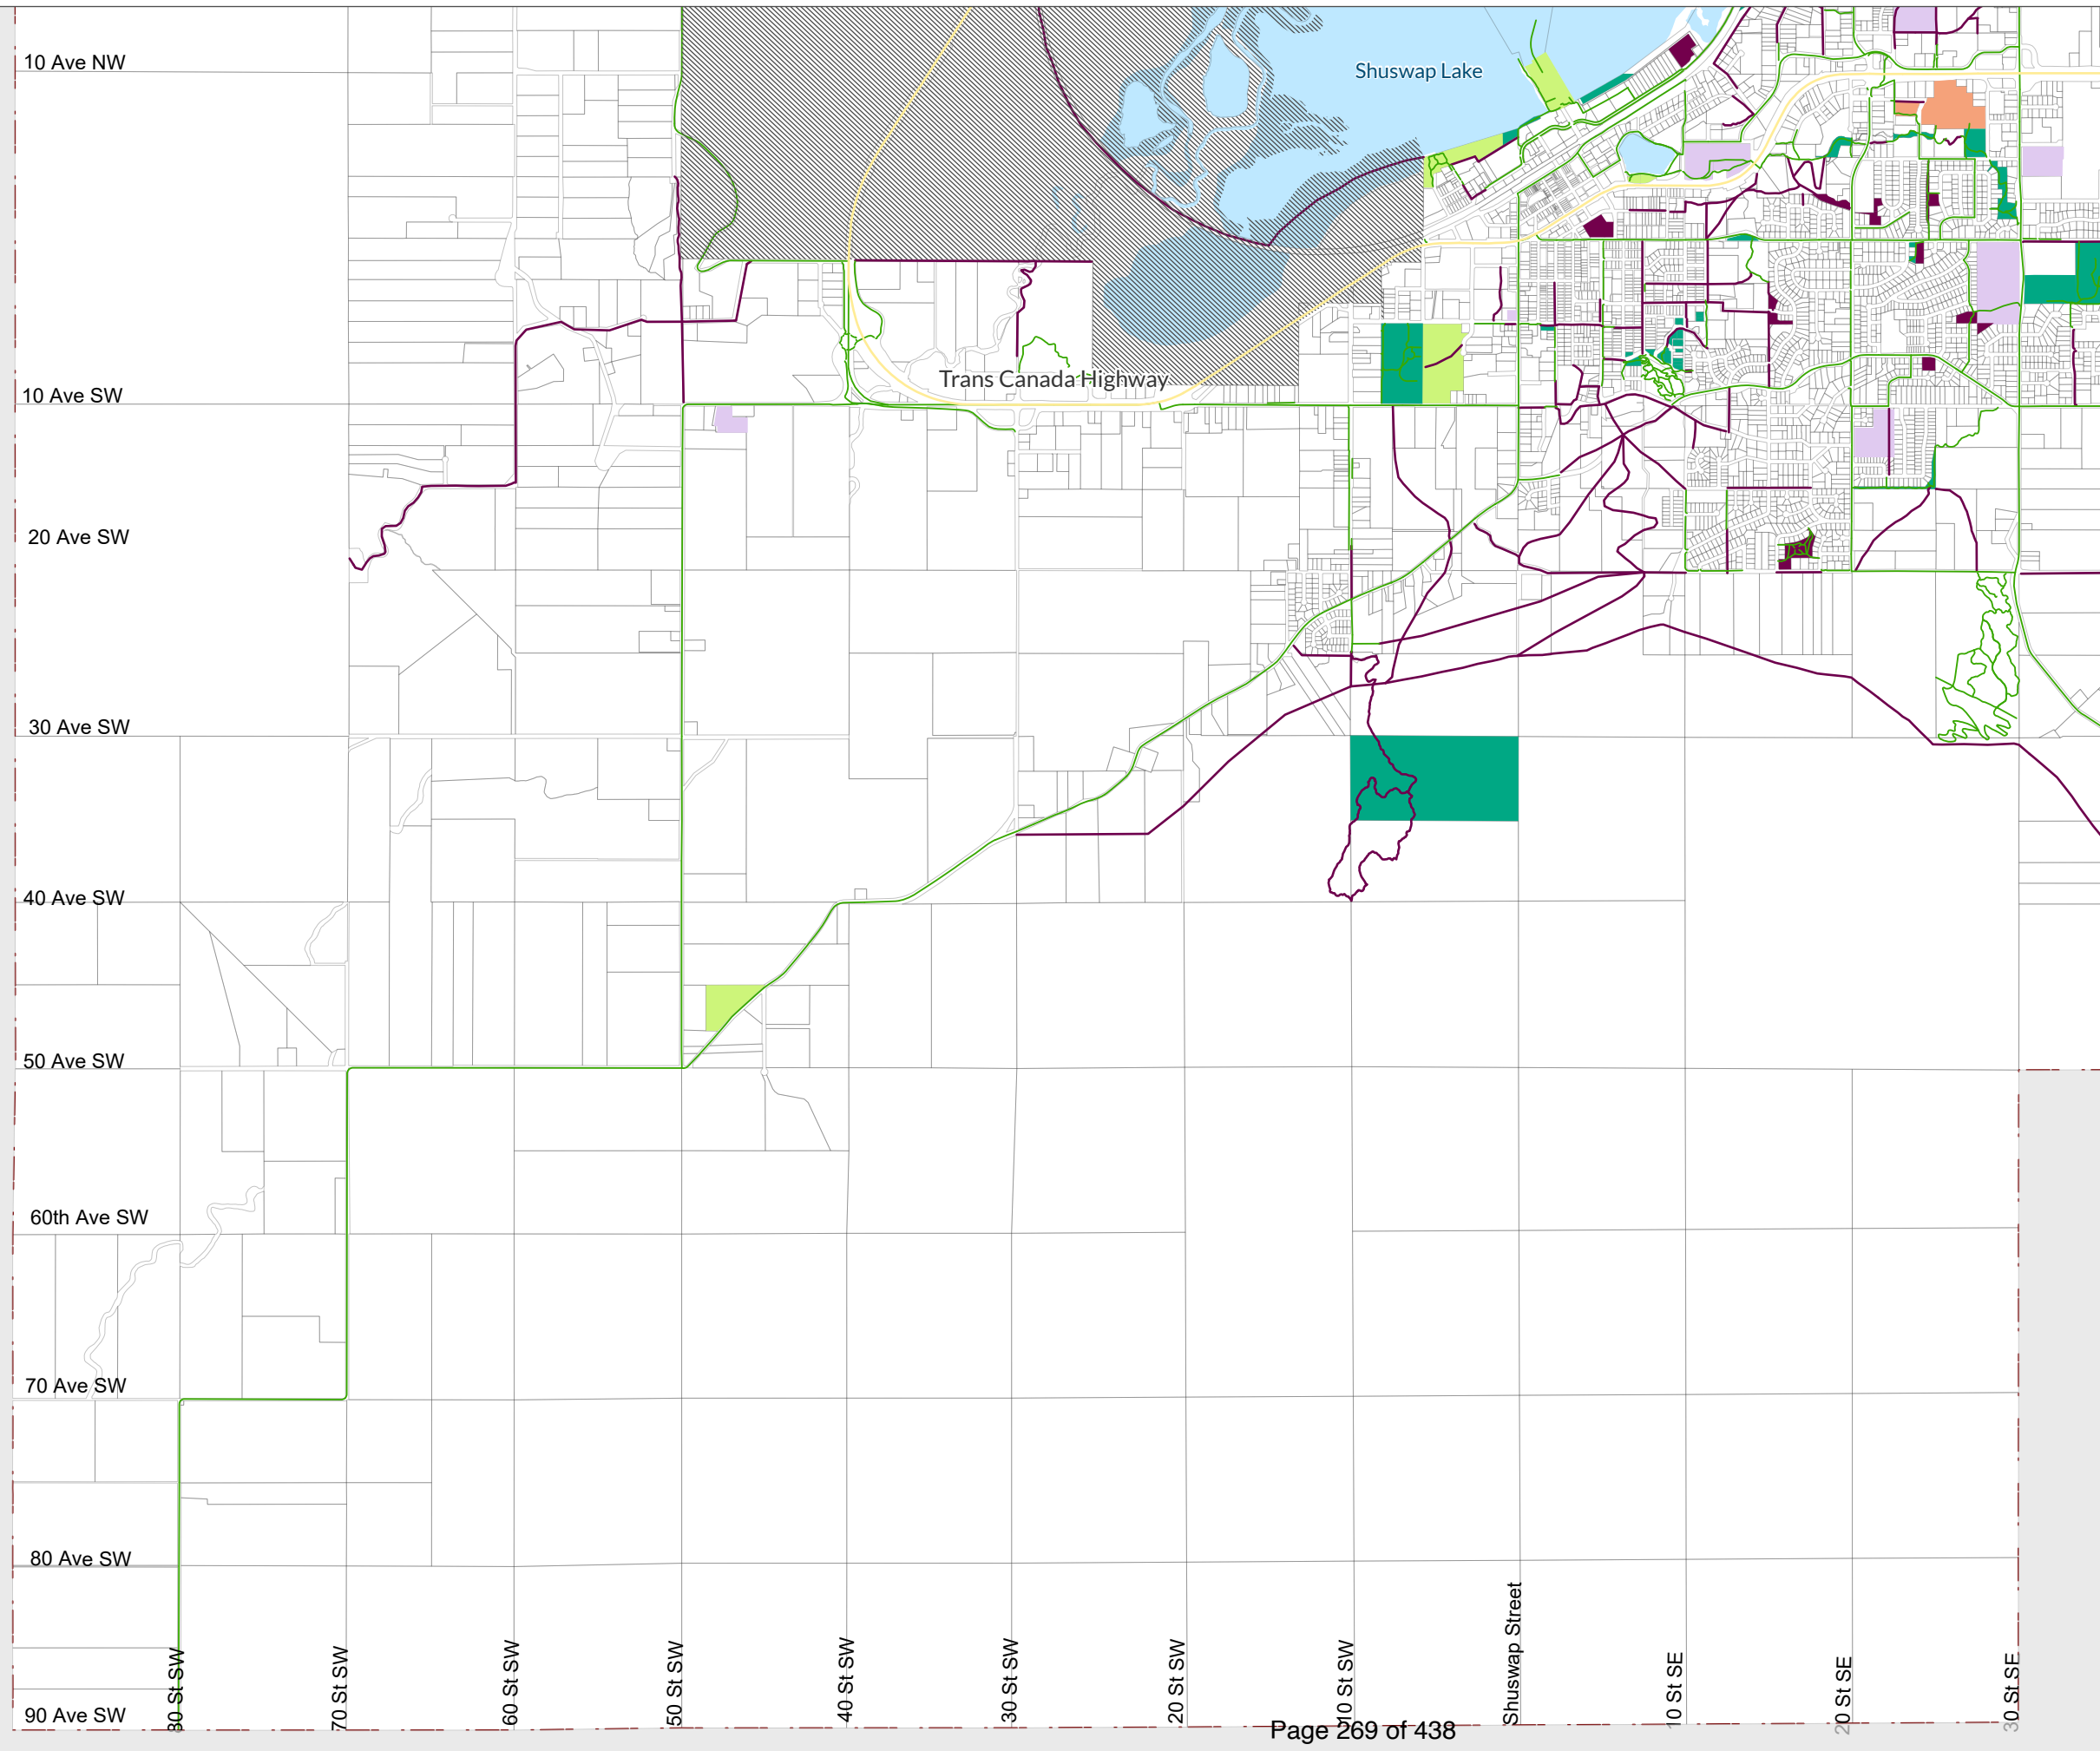 10 Ave NW
Shuswap Lake
Trans Canada Highway
10 Ave SW
20 Ave SW
30 Ave SW
40 Ave SW
50 Ave SW
60th Ave SW
70 Ave SW
80 Ave SW
90 Ave SW
80 St SW
70 St SW
60 St SW
50 St SW
40 St SW
30 St SW
20 St SW
10 St SW
Shuswap Street
10 St SE
20 St SE
30 St SE
Page 269 of 438